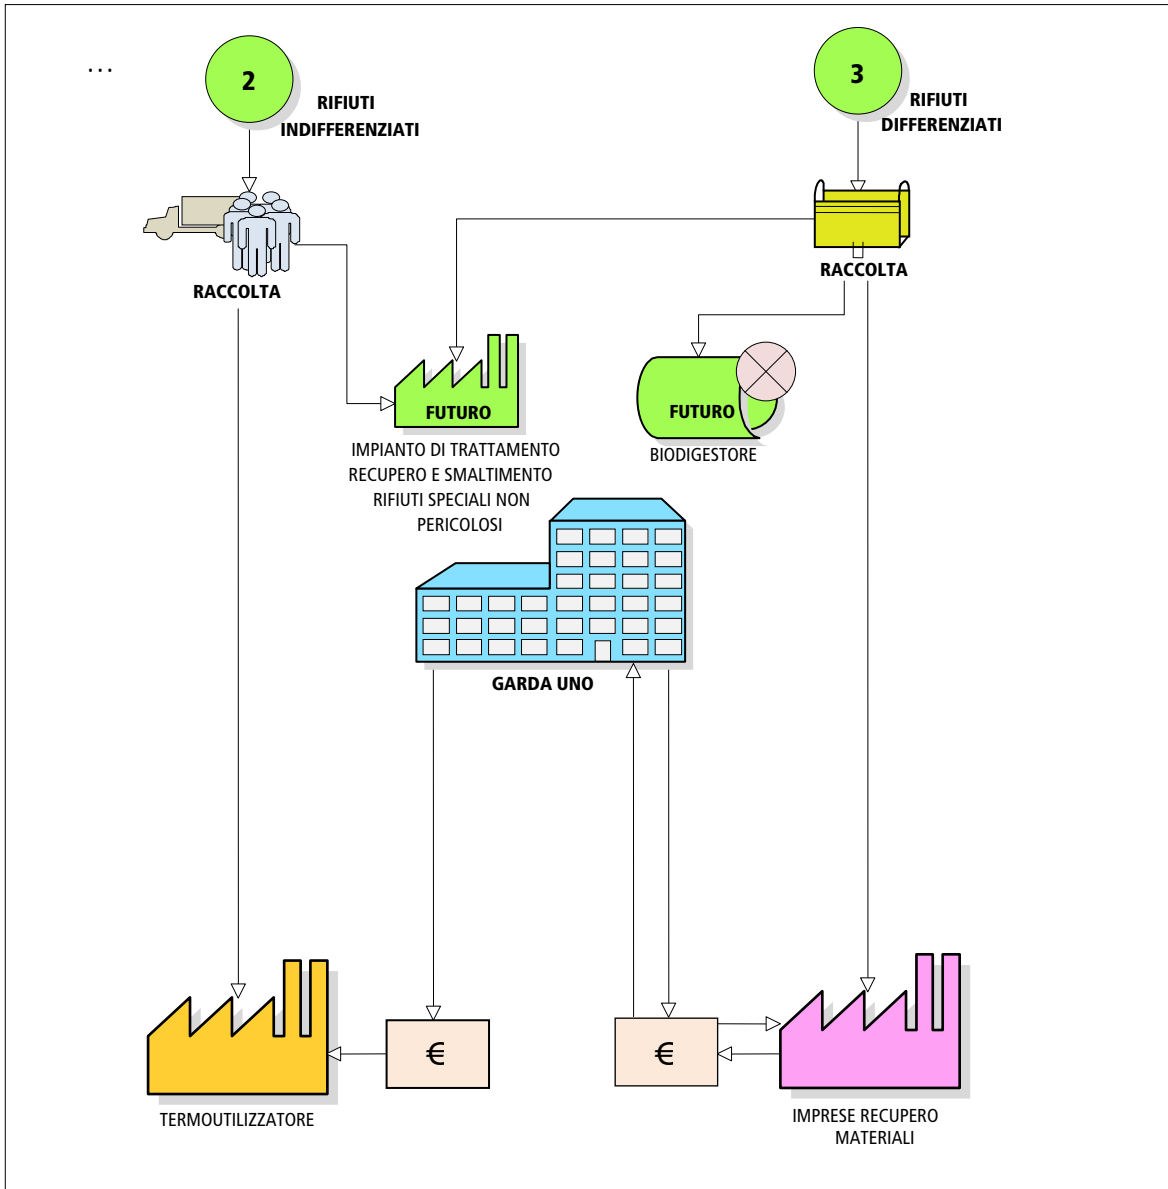 ...
2
RIFIUTI
INDIFFERENZIATI
3
RIFIUTI
DIFFERENZIATI
RACCOLTA
RACCOLTA
FUTURO
IMPIANTO DI TRATTAMENTO
RECUPERO E SMALTIMENTO
RIFIUTI SPECIALI NON
PERICOLOSI
FUTURO
BIODIGESTORE
GARDA UNO
€
€
TERMOUTILIZZATORE
IMPRESE RECUPERO
MATERIALI